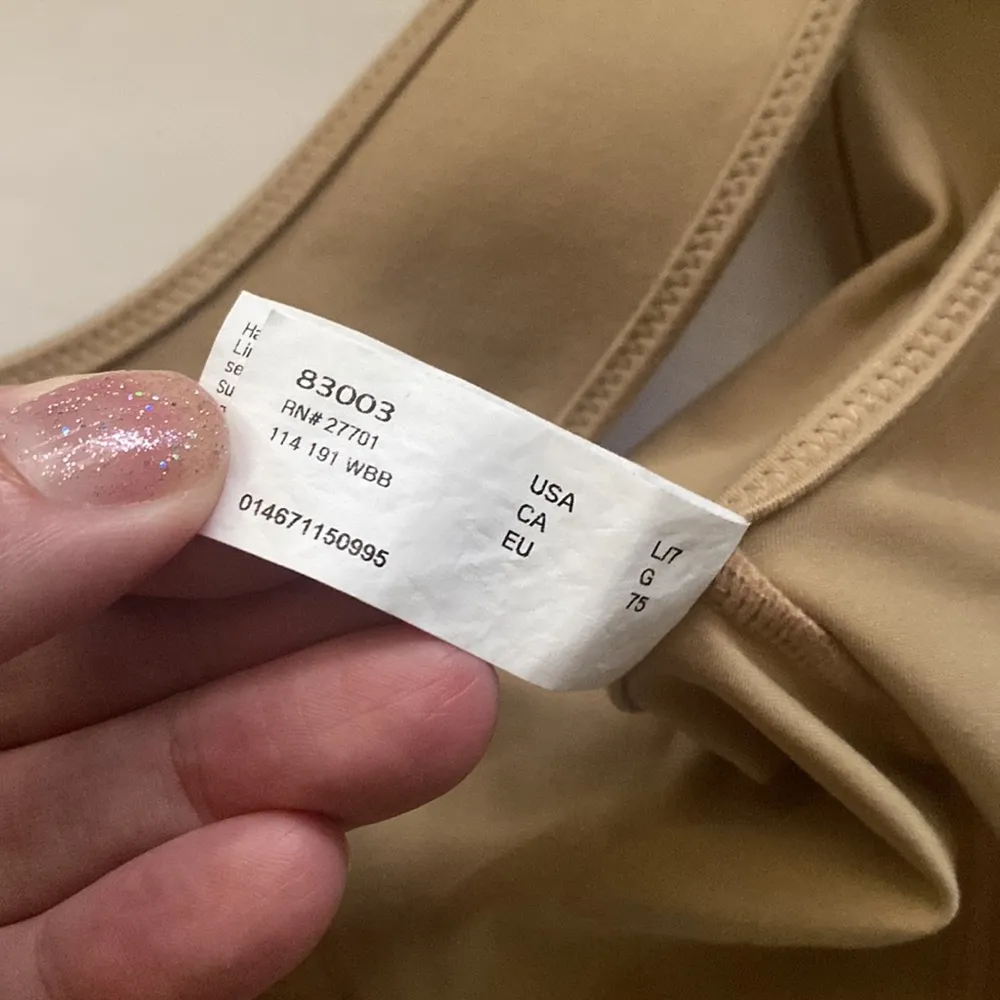 83003
RN# 27701
114 191 WBB
014671150995
USA L/7
CA G
EU 75